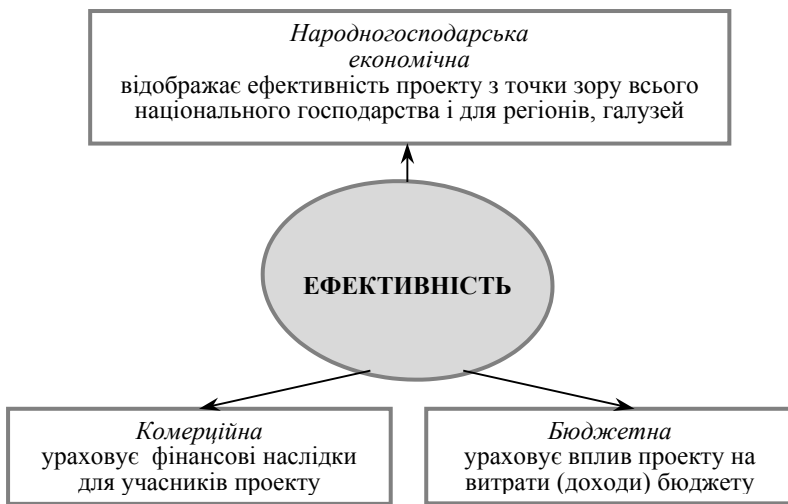 Народногосподарська
економічна
відображає ефективність проекту з точки зору всього
національного господарства і для регіонів, галузей
ЕФЕКТИВНІСТЬ
Комерційна
ураховує фінансові наслідки
для учасників проекту
Бюджетна
ураховує вплив проекту на
витрати (доходи) бюджету